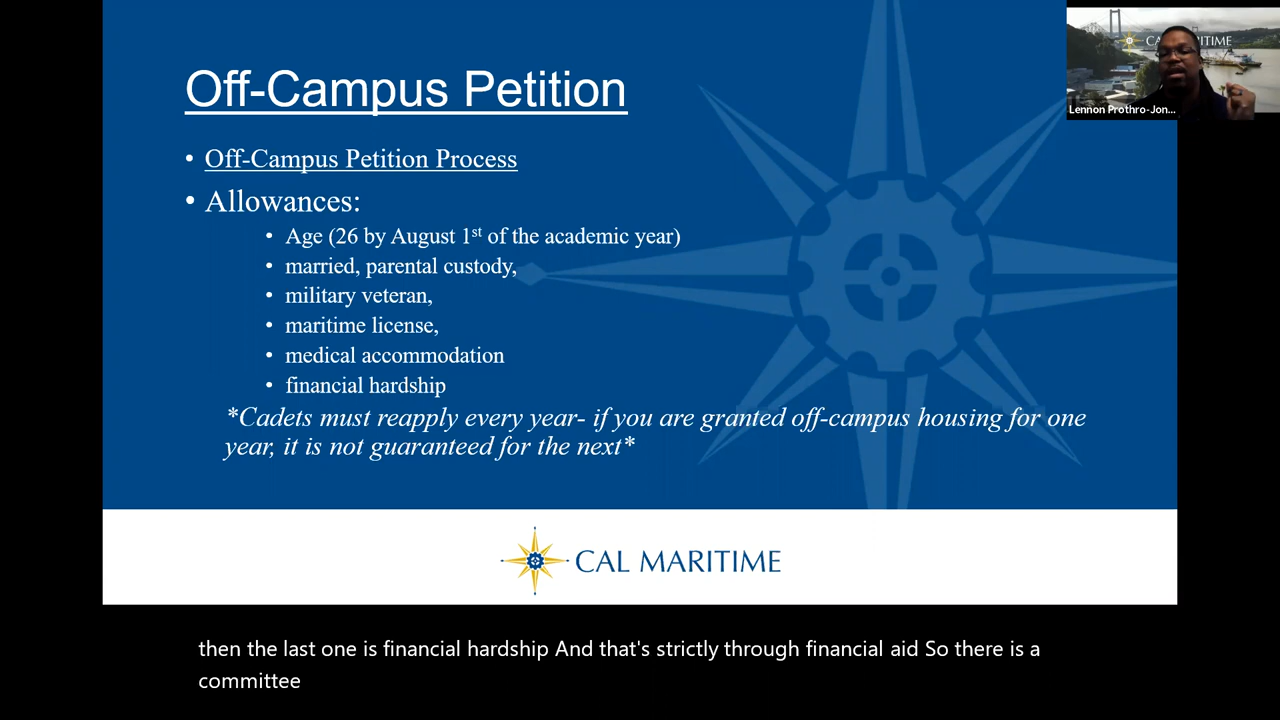 Off-Campus Petition
• Off-Campus Petition Process
• Allowances:
• Age (26 by August 1st of the academic year)
• married, parental custody,
• military veteran,
• maritime license,
• medical accommodation
• financial hardship
*Cadets must reapply every year- if you are granted off-campus housing for one
year, it is not guaranteed for the next*
CAL MARITIME
Lennon Prothro-Jon...
then the last one is financial hardship And that's strictly through financial aid So there is a
committee